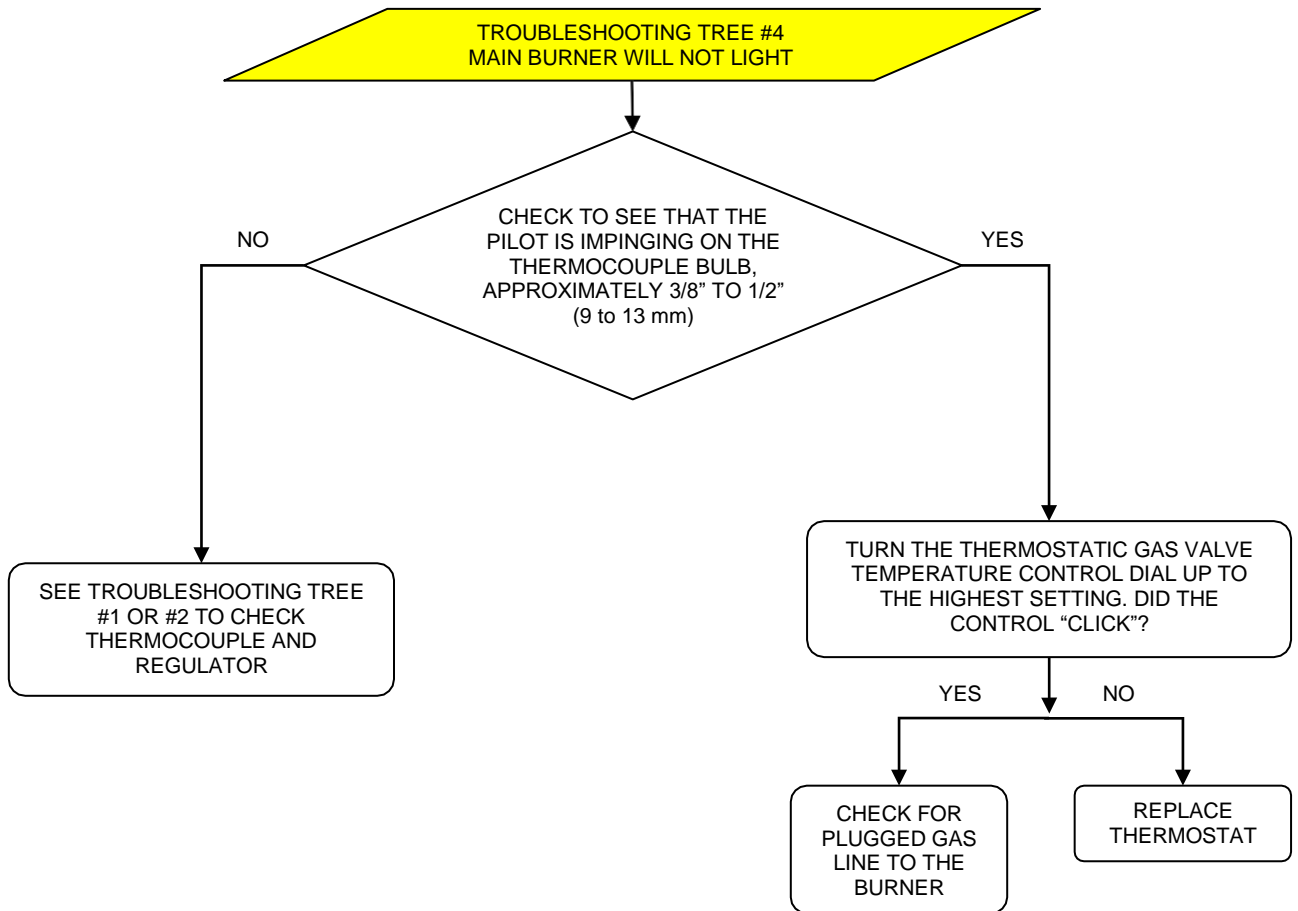 TROUBLESHOOTING TREE #4
MAIN BURNER WILL NOT LIGHT
CHECK TO SEE THAT THE
PILOT IS IMPINGING ON THE
THERMOCOUPLE BULB,
APPROXIMATELY 3/8” TO 1/2”
(9 to 13 mm)
NO
YES
SEE TROUBLESHOOTING TREE
#1 OR #2 TO CHECK
THERMOCOUPLE AND
REGULATOR
TURN THE THERMOSTATIC GAS VALVE
TEMPERATURE CONTROL DIAL UP TO
THE HIGHEST SETTING. DID THE
CONTROL “CLICK”?
YES
NO
CHECK FOR
PLUGGED GAS
LINE TO THE
BURNER
REPLACE
THERMOSTAT